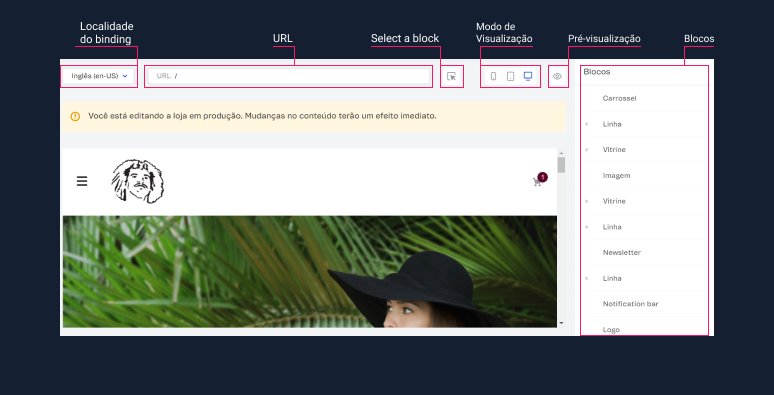 Localidade
do binding
URL
Select a block
Modo de
Visualização
Pré-visualização
Blocos
Inglês (en-US)
URL /
Blocos
Você está editando a loja em produção. Mudanças no conteúdo terão um efeito imediato.
1
Carrossel
Linha
Vitrine
Imagem
Vitrine
Linha
Newsletter
Linha
Notification bar
Logo